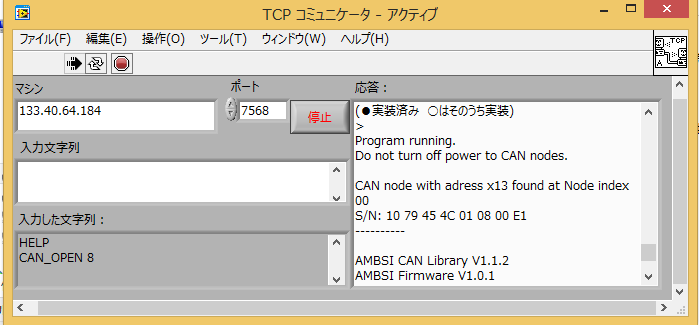 TCP コミュニケータ - アクティブ
ファイル(F) 編集(E) 操作(O) ツール(T) ウィンドウ(W) ヘルプ(H)
TCP
A
マシン
133.40.64.184
ポート
7568
停止
入力文字列
入力した文字列：
HELP
CAN_OPEN 8
応答：
(●実装済み　○はそのうち実装)
>
Program running.
Do not turn off power to CAN nodes.
CAN node with adress x13 found at Node index
00
S/N: 10 79 45 4C 01 08 00 E1
----------
AMBSI CAN Library V1.1.2
AMBSI Firmware V1.0.1